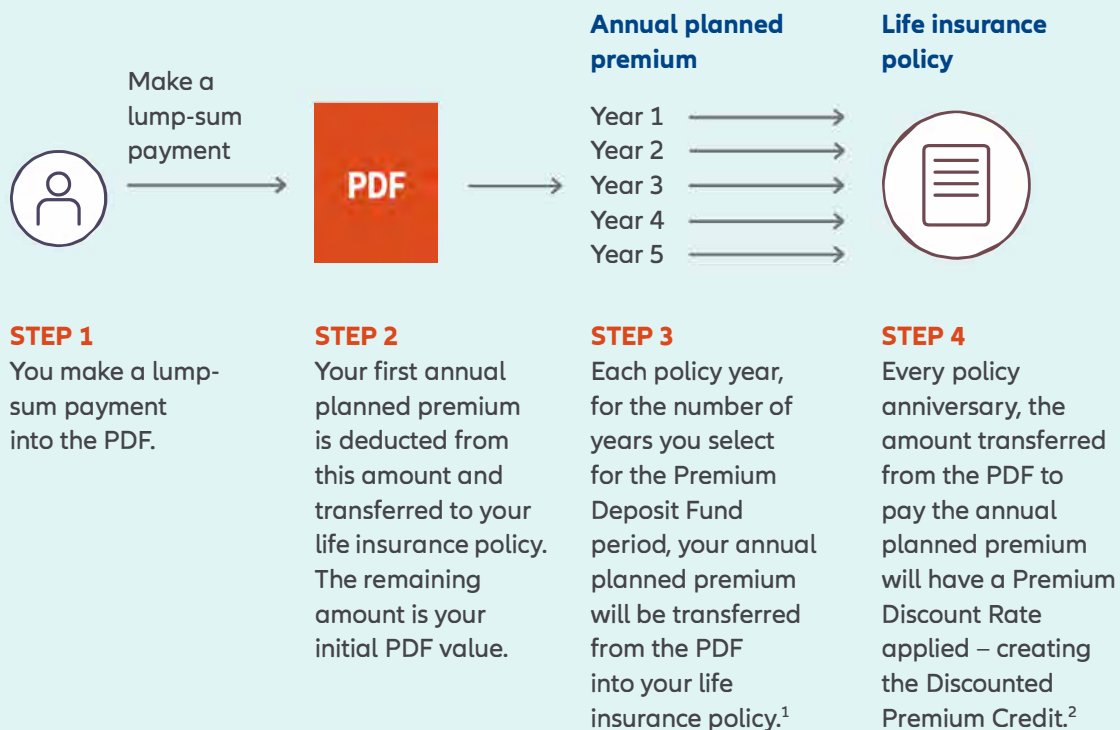 Make a
lump-sum
payment
PDF
Annual planned
premium
Year 1
Year 2
Year 3
Year 4
Year 5
Life insurance
policy
STEP 1
You make a lump-
sum payment
into the PDF.
STEP 2
Your first annual
planned premium
is deducted from
this amount and
transferred to your
life insurance policy.
The remaining
amount is your
initial PDF value.
STEP 3
Each policy year,
for the number of
years you select
for the Premium
Deposit Fund
period, your annual
planned premium
will be transferred
from the PDF
into your life
insurance policy.¹
STEP 4
Every policy
anniversary, the
amount transferred
from the PDF to
pay the annual
planned premium
will have a Premium
Discount Rate
applied – creating
the Discounted
Premium Credit.²